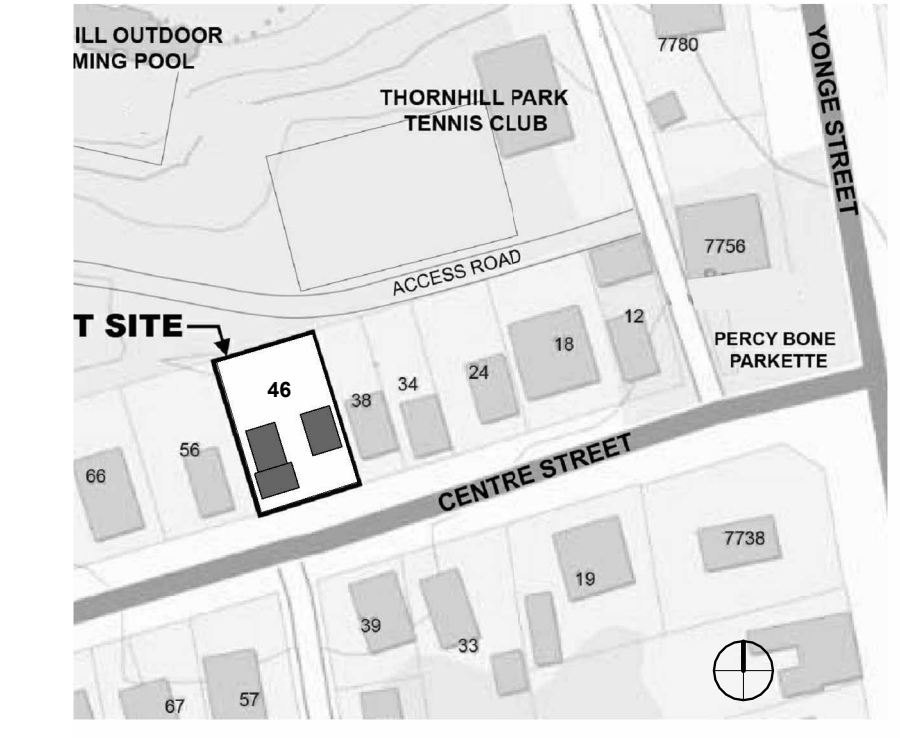 ILL OUTDOOR
MING POOL
7780
YONGE STREET
THORNHILL PARK
TENNIS CLUB
7756
ACCESS ROAD
T SITE
12
18
PERCY BONE
PARKETTE
46
24
34
38
56
66
CENTRE STREET
7738
19
39
33
67
57